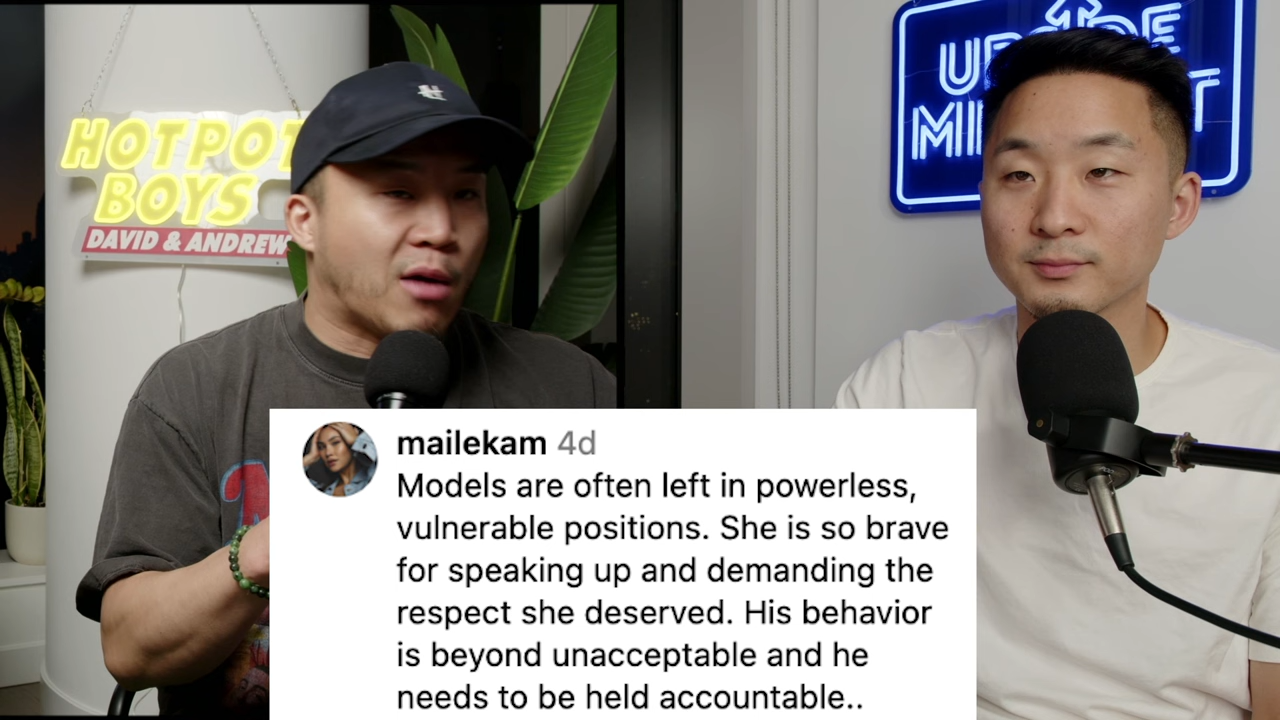 HOT POT
BOYS
DAVID & ANDREW
mailekam 4d
Models are often left in powerless,
vulnerable positions. She is so brave
for speaking up and demanding the
respect she deserved. His behavior
is beyond unacceptable and he
needs to be held accountable..